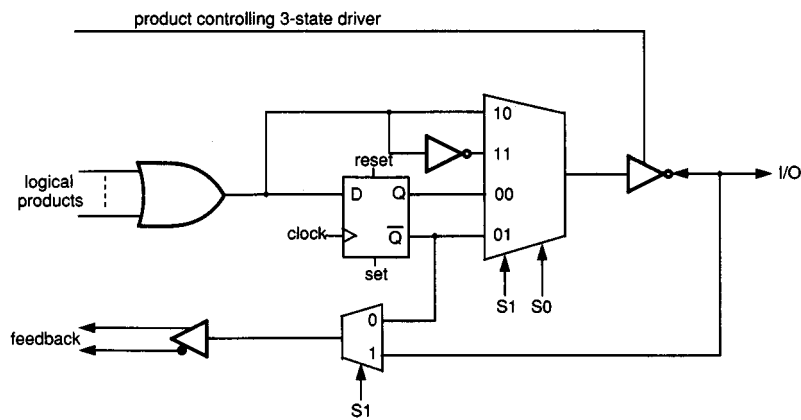 product controlling 3-state driver
10
reset
11
I/O
logical
products
D
Q
00
clock
Q̅
01
set
S1
S0
0
feedback
1
S1